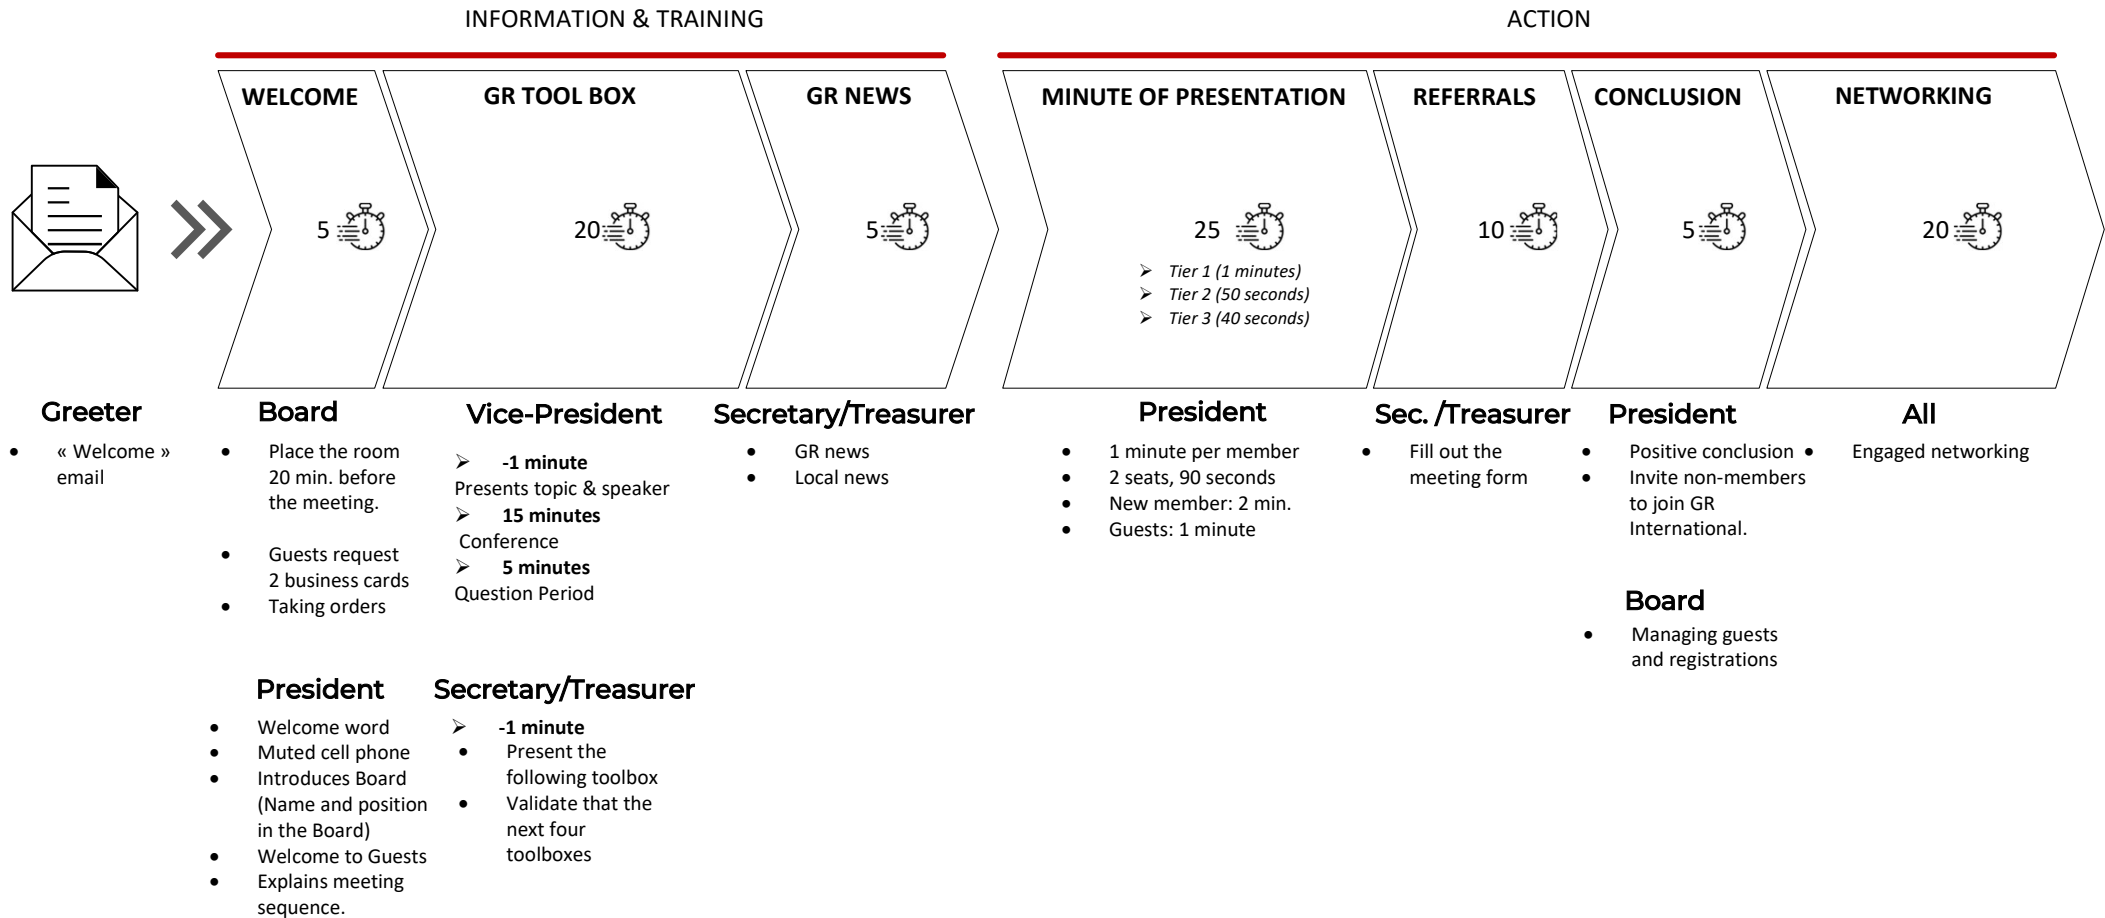 INFORMATION & TRAINING
ACTION
WELCOME
GR TOOL BOX
GR NEWS
MINUTE OF PRESENTATION
REFERRALS
CONCLUSION
NETWORKING
5
20
5
25
10
5
20
➢ Tier 1 (1 minutes)
➢ Tier 2 (50 seconds)
➢ Tier 3 (40 seconds)
Greeter
• « Welcome »
email
Board
• Place the room
20 min. before
the meeting.
• Guests request
2 business cards
• Taking orders
President
• Welcome word
• Muted cell phone
• Introduces Board
(Name and position
in the Board)
• Welcome to Guests
• Explains meeting
sequence.
Vice-President
➢ -1 minute
Presents topic & speaker
➢ 15 minutes
Conference
➢ 5 minutes
Question Period
Secretary/Treasurer
➢ -1 minute
• Present the
following toolbox
• Validate that the
next four
toolboxes
Secretary/Treasurer
• GR news
• Local news
President
• 1 minute per member
• 2 seats, 90 seconds
• New member: 2 min.
• Guests: 1 minute
Sec. /Treasurer
• Fill out the
meeting form
President
• Positive conclusion
• Invite non-members
to join GR
International.
Board
• Managing guests
and registrations
All
• Engaged networking